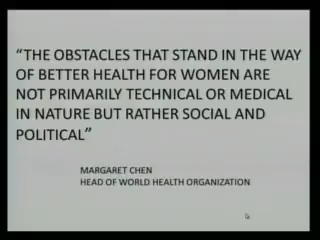 “THE OBSTACLES THAT STAND IN THE WAY
OF BETTER HEALTH FOR WOMEN ARE
NOT PRIMARILY TECHNICAL OR MEDICAL
IN NATURE BUT RATHER SOCIAL AND
POLITICAL”
MARGARET CHEN
HEAD OF WORLD HEALTH ORGANIZATION